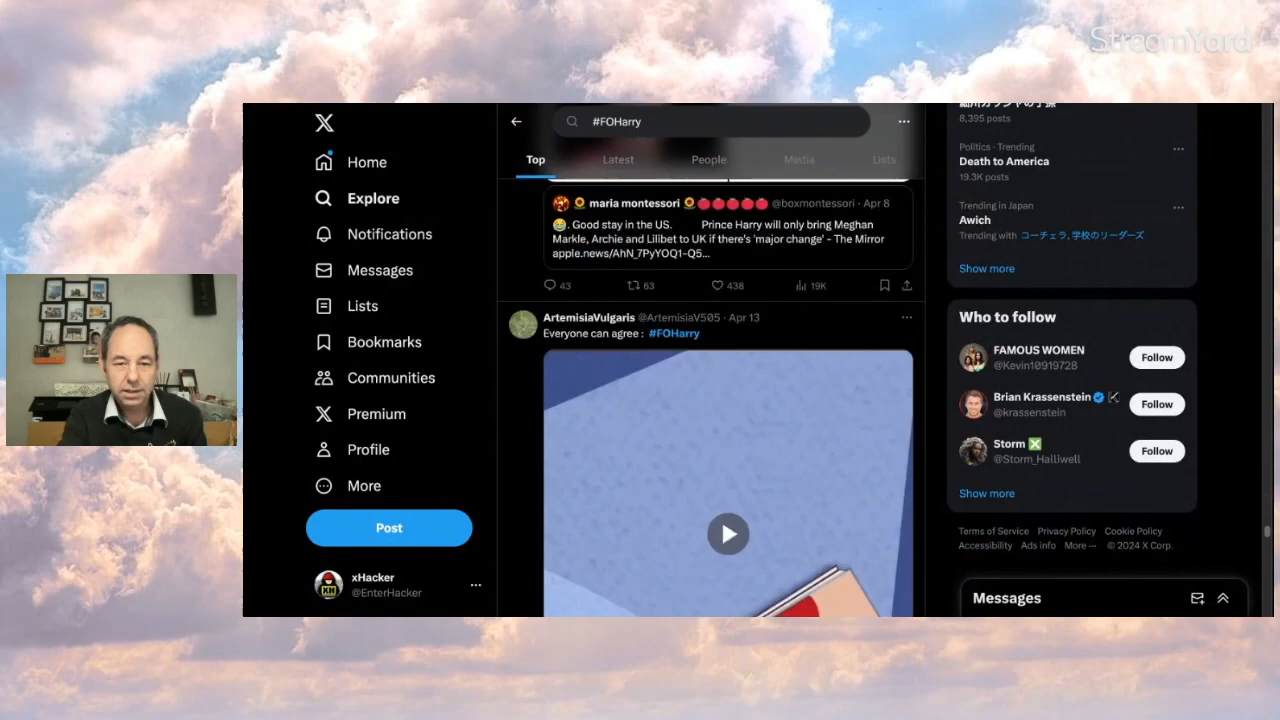 StreamYard
#FOHarry
Home
Explore
Notifications
Messages
Lists
Bookmarks
Communities
Premium
Profile
More
Post
xHacker
@EnterHacker
XH
Top
Latest
People
Media
Lists
maria montessori @boxmontessori · Apr 8
. Good stay in the US. Prince Harry will only bring Meghan
Markle, Archie and Lilibet to UK if there's 'major change' - The Mirror
apple.news/AhN_7PyYOQ1-Q5...
43 63 438 19K
ArtemisiaVulgaris @ArtemisiaV505 · Apr 13
Everyone can agree : #FOHarry
8,395 posts
Politics · Trending
Death to America
19.3K posts
Trending in Japan
Awich
Trending with コーチェラ, 学校のリーダーズ
Show more
Who to follow
FAMOUS WOMEN
@Kevin10919728
Follow
Brian Krassenstein
@krassenstein
Follow
Storm
@Storm_Halliwell
Follow
Show more
Terms of Service Privacy Policy Cookie Policy
Accessibility Ads info More ... © 2024 X Corp.
Messages